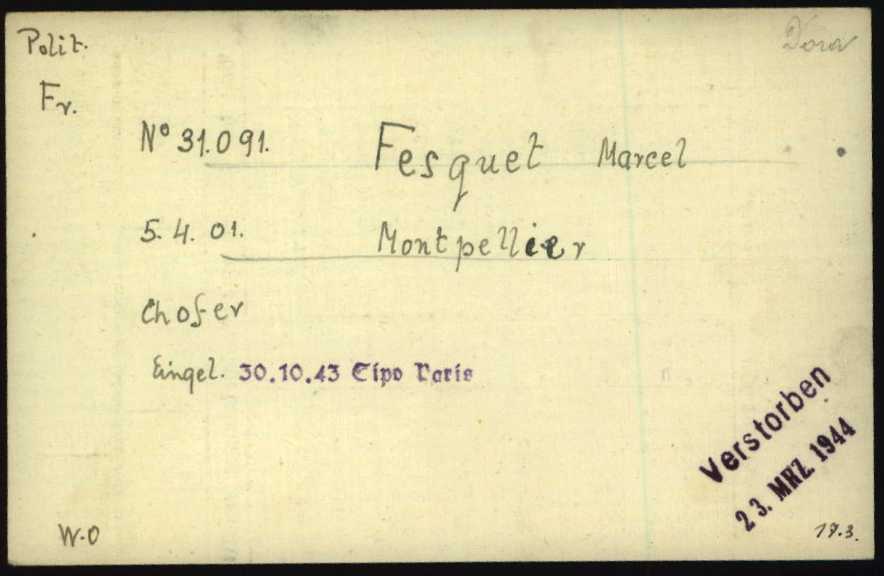 Polit.
Dora
Fr.
Nº 31.091. Fesquet Marcel
5. 4. 01. Montpellier
Chofer
Eingel. 30.10.43 Sipo Paris
Verstorben
23. MRZ. 1944
W.O
17.3.